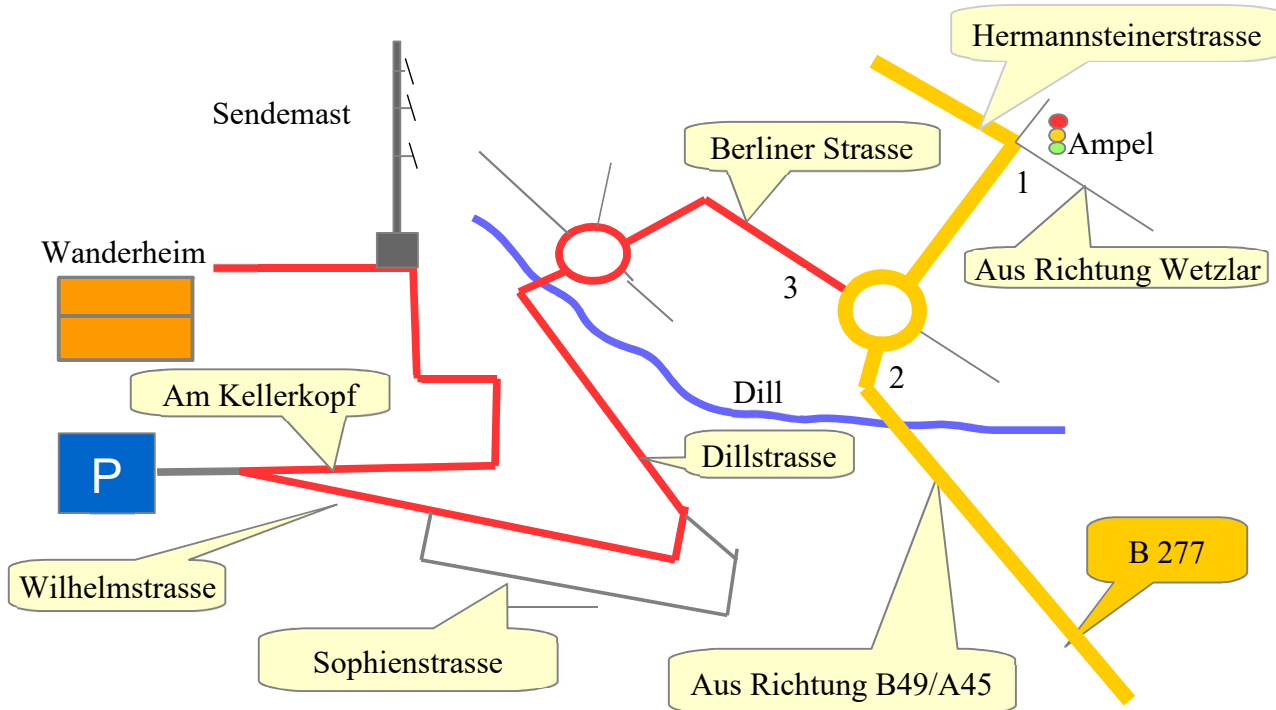 Hermannsteinerstrasse
Sendemast
Berliner Strasse
Ampel
1
Wanderheim
Aus Richtung Wetzlar
3
2
Am Kellerkopf
Dill
P
Dillstrasse
B 277
Wilhelmstrasse
Sophienstrasse
Aus Richtung B49/A45